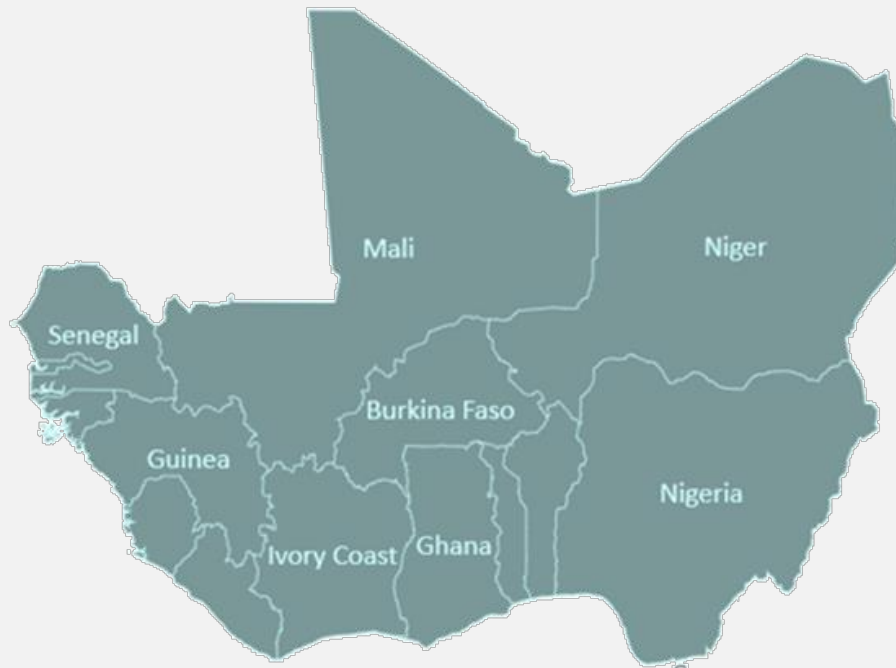 Mali
Niger
Senegal
Burkina Faso
Guinea
Nigeria
Ivory Coast
Ghana